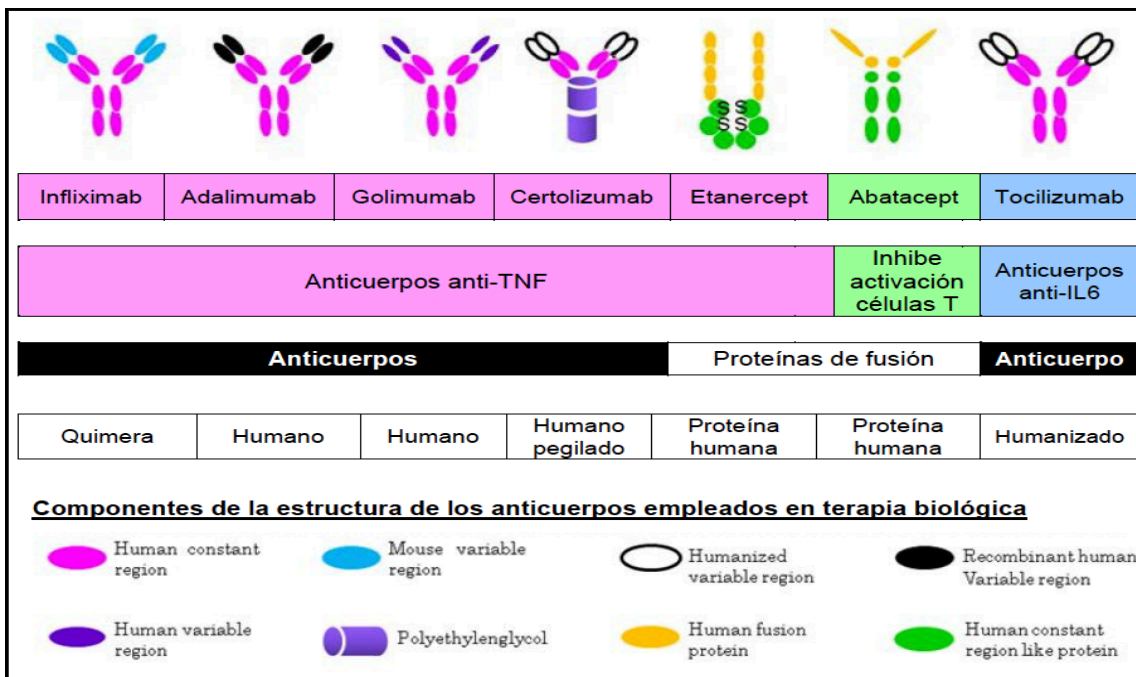 Infliximab
Adalimumab
Golimumab
Certolizumab
Etanercept
Abatacept
Tocilizumab
Anticuerpos anti-TNF
Inhibe
activación
células T
Anticuerpos
anti-IL6
Anticuerpos
Proteínas de fusión
Anticuerpo
Quimera
Humano
Humano
Humano
pegilado
Proteína
humana
Proteína
humana
Humanizado
Componentes de la estructura de los anticuerpos empleados en terapia biológica
Human constant
region
Mouse variable
region
Humanized
variable region
Recombinant human
Variable region
Human variable
region
Polyethylenglycol
Human fusion
protein
Human constant
region like protein
S S
S S